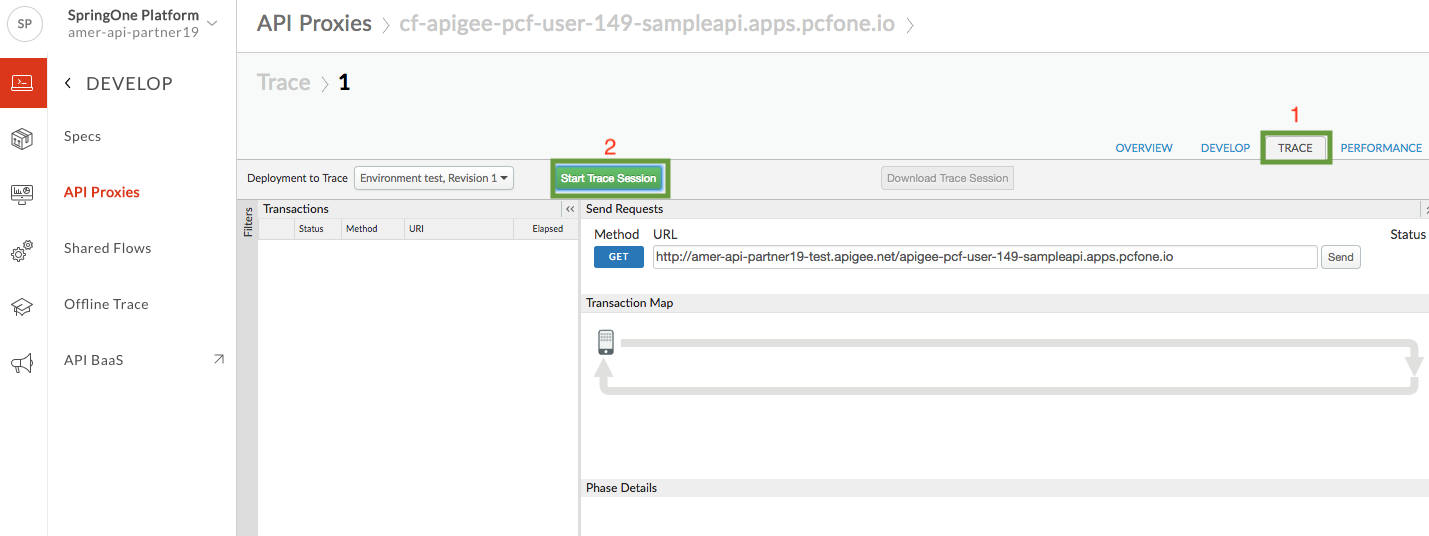 SP
SpringOne Platform
amer-api-partner19
API Proxies
cf-apigee-pcf-user-149-sampleapi.apps.pcfone.io
DEVELOP
Specs
API Proxies
Shared Flows
Offline Trace
API BaaS
Trace
1
1
OVERVIEW
DEVELOP
TRACE
PERFORMANCE
2
Deployment to Trace
Environment test, Revision 1
Start Trace Session
Download Trace Session
Filters
Transactions
Status
Method
URI
Elapsed
Send Requests
Method
URL
Status
GET
http://amer-api-partner19-test.apigee.net/apigee-pcf-user-149-sampleapi.apps.pcfone.io
Send
Transaction Map
Phase Details